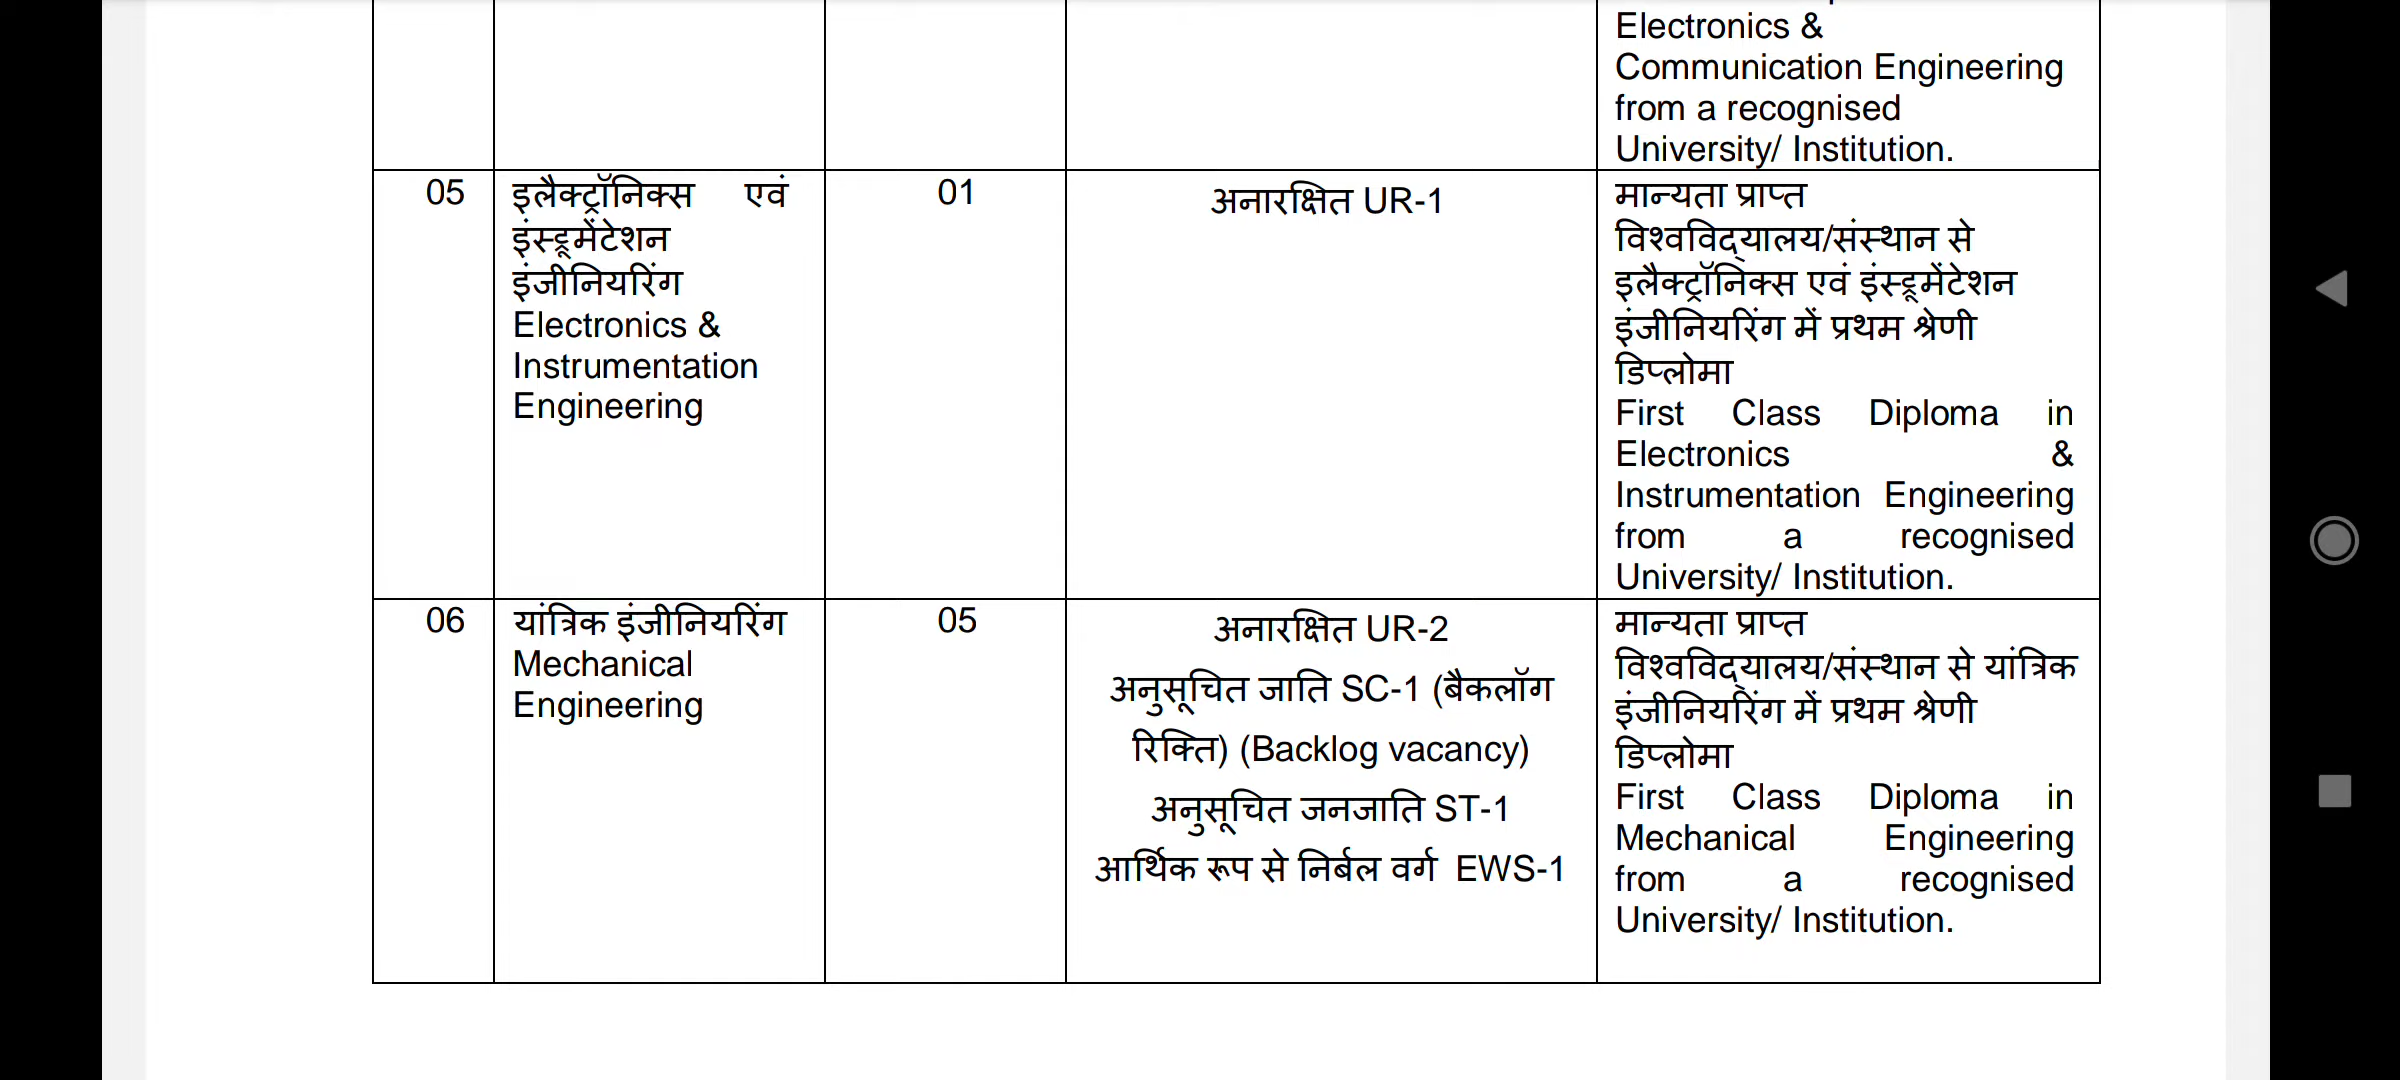 Electronics &
Communication Engineering
from a recognised
University/ Institution.
05
इलैक्ट्रॉनिक्स एवं
इंस्ट्रूमेंटेशन
इंजीनियरिंग
Electronics &
Instrumentation
Engineering
01
अनारक्षित UR-1
मान्यता प्राप्त
विश्वविद्यालय/संस्थान से
इलैक्ट्रॉनिक्स एवं इंस्ट्रूमेंटेशन
इंजीनियरिंग में प्रथम श्रेणी
डिप्लोमा
First Class Diploma in
Electronics &
Instrumentation Engineering
from a recognised
University/ Institution.
06
यांत्रिक इंजीनियरिंग
Mechanical
Engineering
05
अनारक्षित UR-2
अनुसूचित जाति SC-1 (बैकलॉग
रिक्ति) (Backlog vacancy)
अनुसूचित जनजाति ST-1
आर्थिक रूप से निर्बल वर्ग EWS-1
मान्यता प्राप्त
विश्वविद्यालय/संस्थान से यांत्रिक
इंजीनियरिंग में प्रथम श्रेणी
डिप्लोमा
First Class Diploma in
Mechanical Engineering
from a recognised
University/ Institution.